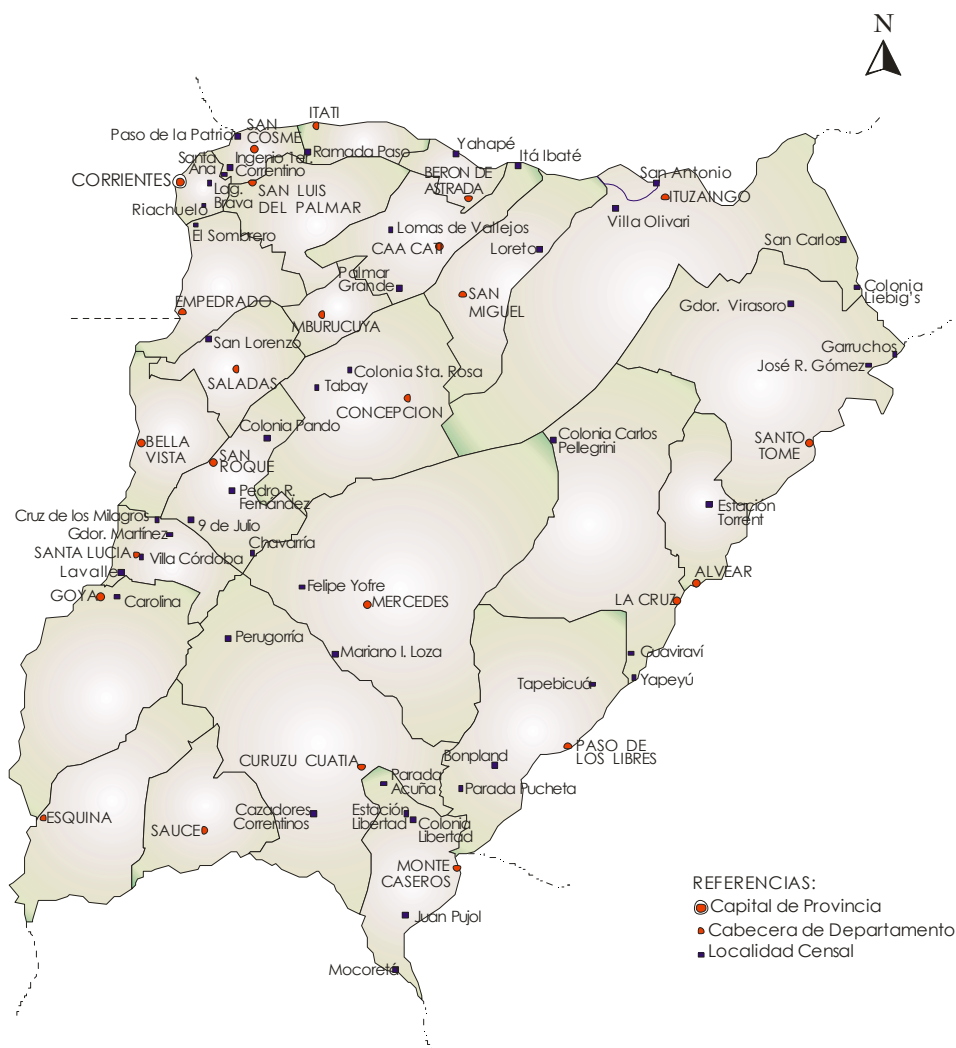 N
ITATI
SAN
COSME
Paso de la Patria
Ramada Paso
Yahapé
Itá Ibaté
Santa
Ana
Ingenio 1er.
Correntino
BERON DE
ASTRADA
San Antonio
ITUZAINGO
CORRIENTES
Lag.
Brava
SAN LUIS
DEL PALMAR
Riachuelo
Villa Olivari
El Sombrero
Lomas de Vallejos
CAA CATI
Loreto
San Carlos
Palmar
Grande
SAN
MIGUEL
Colonia
Liebig's
EMPEDRADO
MBURUCUYA
Gdor. Virasoro
San Lorenzo
Garruchos
José R. Gómez
SALADAS
Colonia Sta. Rosa
Tabay
CONCEPCION
Colonia Pando
BELLA
VISTA
SAN
ROQUE
Colonia Carlos
Pellegrini
SANTO
TOME
Pedro R.
Fernández
Estación
Torrent
Cruz de los Milagros
9 de Julio
Gdor. Martínez
Chavarría
SANTA LUCIA
Villa Córdoba
Lavalle
ALVEAR
GOYA
Carolina
Felipe Yofre
MERCEDES
LA CRUZ
Perugorría
Mariano I. Loza
Guaviraví
Tapebicuá
Yapeyú
PASO DE
LOS LIBRES
CURUZU CUATIA
Bonpland
Parada
Acuña
Parada Pucheta
ESQUINA
SAUCE
Cazadores
Correntinos
Estación
Libertad
Colonia
Libertad
MONTE
CASEROS
Juan Pujol
Mocoretá
REFERENCIAS:
Capital de Provincia
Cabecera de Departamento
Localidad Censal